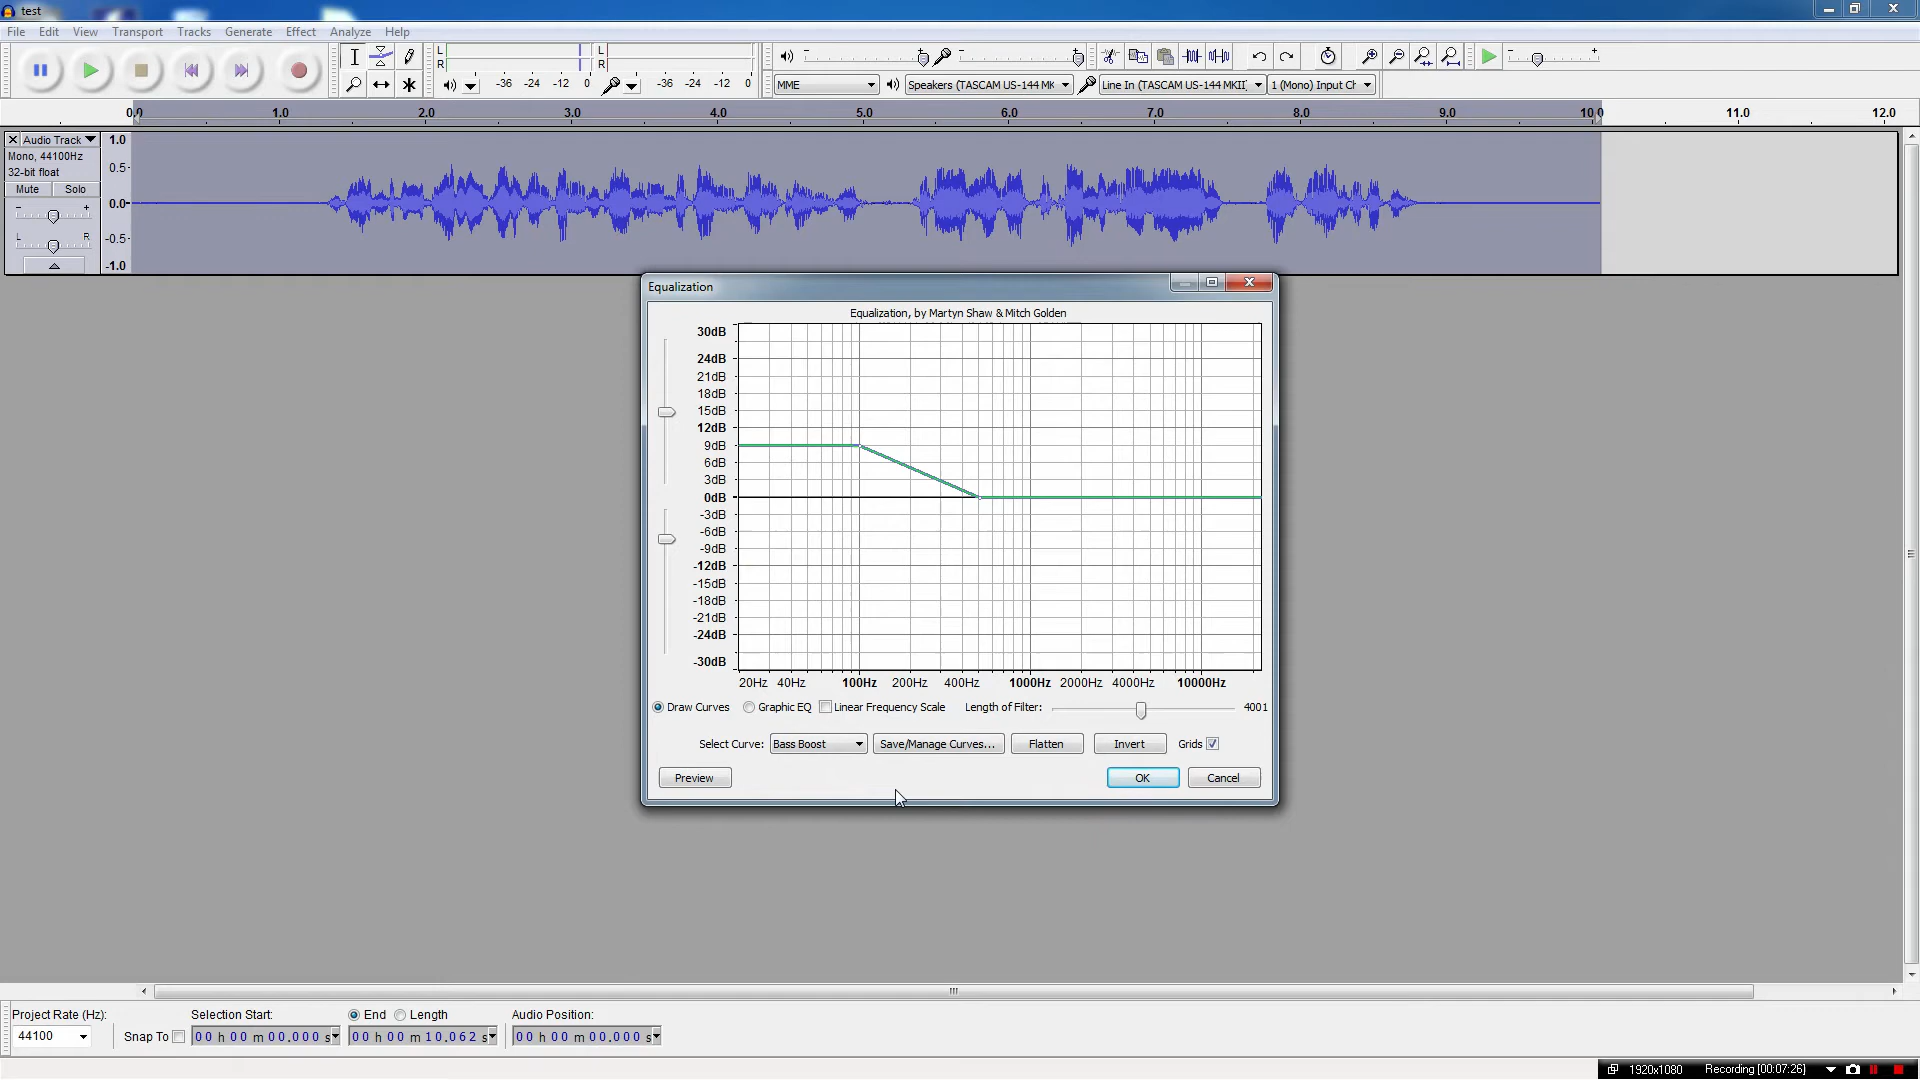 test
File Edit View Transport Tracks Generate Effect Analyze Help
L
R
-36 -24 -12 0
L
R
-36 -24 -12 0
MME
Speakers (TASCAM US-144 MK
Line In (TASCAM US-144 MKII)
1 (Mono) Input Ch
0.0 1.0 2.0 3.0 4.0 5.0 6.0 7.0 8.0 9.0 10.0 11.0 12.0
Audio Track
Mono, 44100Hz
32-bit float
Mute Solo
- +
L R
1.0
0.5
0.0
-0.5
-1.0
Equalization
Equalization, by Martyn Shaw & Mitch Golden
30dB
24dB
21dB
18dB
15dB
12dB
9dB
6dB
3dB
0dB
-3dB
-6dB
-9dB
-12dB
-15dB
-18dB
-21dB
-24dB
-30dB
20Hz 40Hz 100Hz 200Hz 400Hz 1000Hz 2000Hz 4000Hz 10000Hz
Draw Curves Graphic EQ Linear Frequency Scale Length of Filter: 4001
Select Curve: Bass Boost Save/Manage Curves... Flatten Invert Grids
Preview OK Cancel
Project Rate (Hz): Selection Start: End Length Audio Position:
44100 Snap To 00 h 00 m 00.000 s 00 h 00 m 10.062 s 00 h 00 m 00.000 s
1920x1080 Recording [00:07:26]